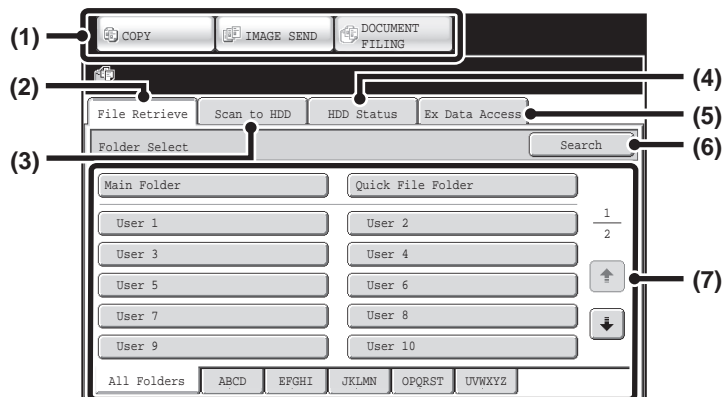 (1)
COPY
IMAGE SEND
DOCUMENT
FILING
(2)
(4)
File Retrieve
Scan to HDD
HDD Status
Ex Data Access
(5)
(3)
Folder Select
Search
(6)
Main Folder
Quick File Folder
User 1
User 2
1
2
User 3
User 4
User 5
User 6
(7)
User 7
User 8
User 9
User 10
All Folders
ABCD
EFGHI
JKLMN
OPQRST
UVWXYZ